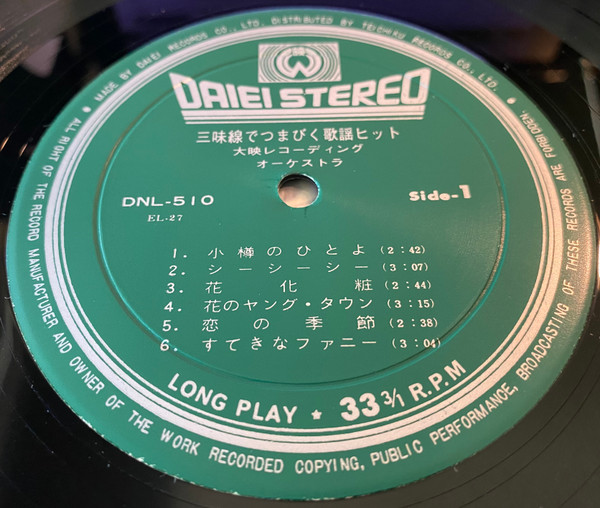 MADE BY DAIEI RECORDS CO., LTD. DISTRIBUTED BY TEICHIKU RECORDS CO., LTD.
DAIEI STEREO
三味線でつまびく歌謡ヒット
大映レコーディング
オーケストラ
DNL-510
Side-1
EL-27
1. 小樽のひとよ (2:42)
2. シーシーシー (3:07)
3. 花化粧 (2:44)
4. 花のヤング・タウン (3:15)
5. 恋の季節 (2:38)
6. すてきなファニー (3:04)
LONG PLAY ★ 33 3/1 R.P.M
ALL RIGHT OF THE RECORD MANUFACTURER AND OWNER OF THE WORK RECORDED COPYING, PUBLIC PERFORMANCE, BROADCASTING OF THESE RECORDS ARE FORBIDDEN.